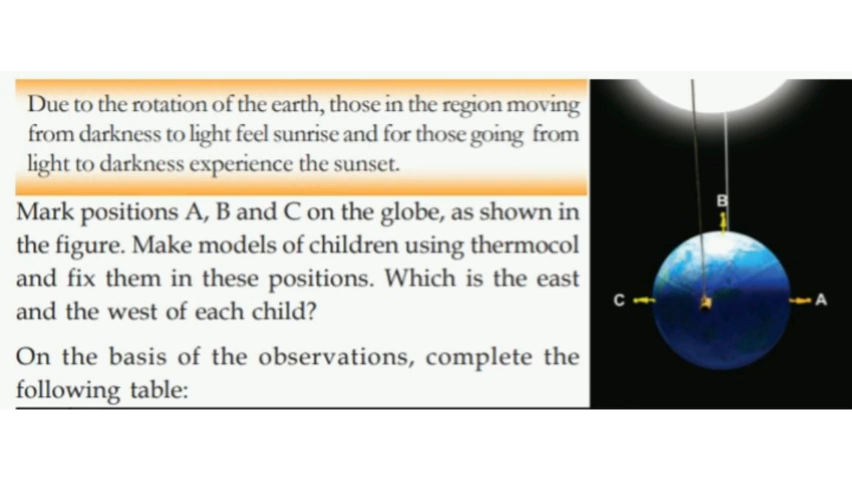 Due to the rotation of the earth, those in the region moving
from darkness to light feel sunrise and for those going from
light to darkness experience the sunset.
Mark positions A, B and C on the globe, as shown in
the figure. Make models of children using thermocol
and fix them in these positions. Which is the east
and the west of each child?
On the basis of the observations, complete the
following table:
B
C
A